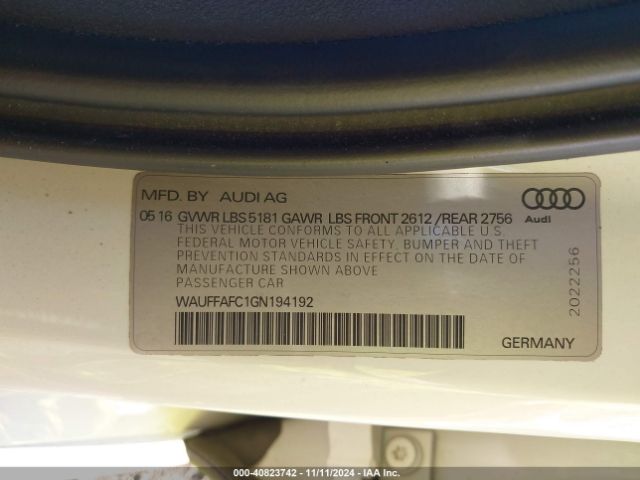 MFD. BY AUDI AG
05 16 GVWR LBS 5181 GAWR LBS FRONT 2612 /REAR 2756
THIS VEHICLE CONFORMS TO ALL APPLICABLE U.S.
FEDERAL MOTOR VEHICLE SAFETY, BUMPER AND THEFT
PREVENTION STANDARDS IN EFFECT ON THE DATE OF
MANUFACTURE SHOWN ABOVE
PASSENGER CAR
WAUFFAFC1GN194192
GERMANY
Audi
2022256
www. - 40823742 - 11/11/2024 - IAA Inc.